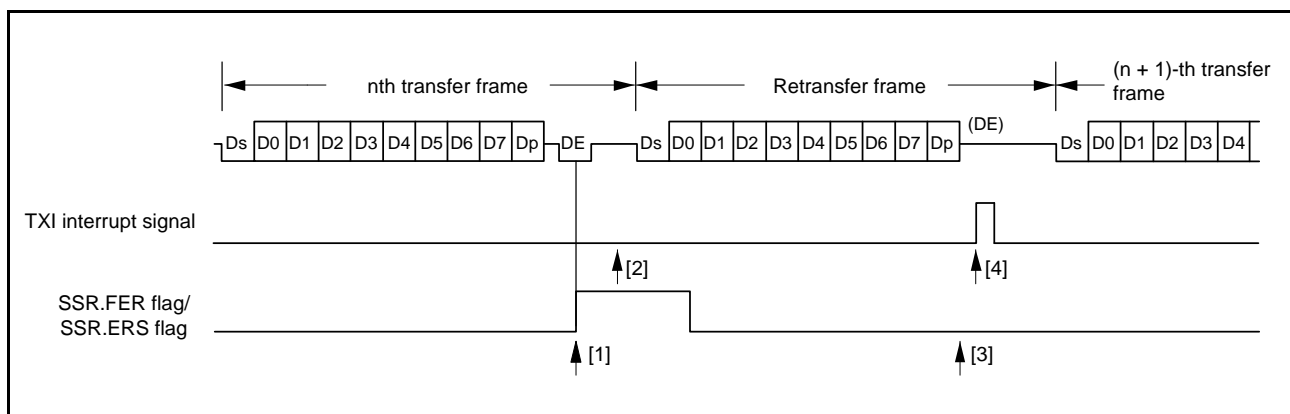 nth transfer frame
Retransfer frame
(n + 1)-th transfer
frame
(DE)
Ds D0 D1 D2 D3 D4 D5 D6 D7 Dp DE Ds D0 D1 D2 D3 D4 D5 D6 D7 Dp Ds D0 D1 D2 D3 D4
TXI interrupt signal
[2] [4]
SSR.FER flag/
SSR.ERS flag
[1] [3]